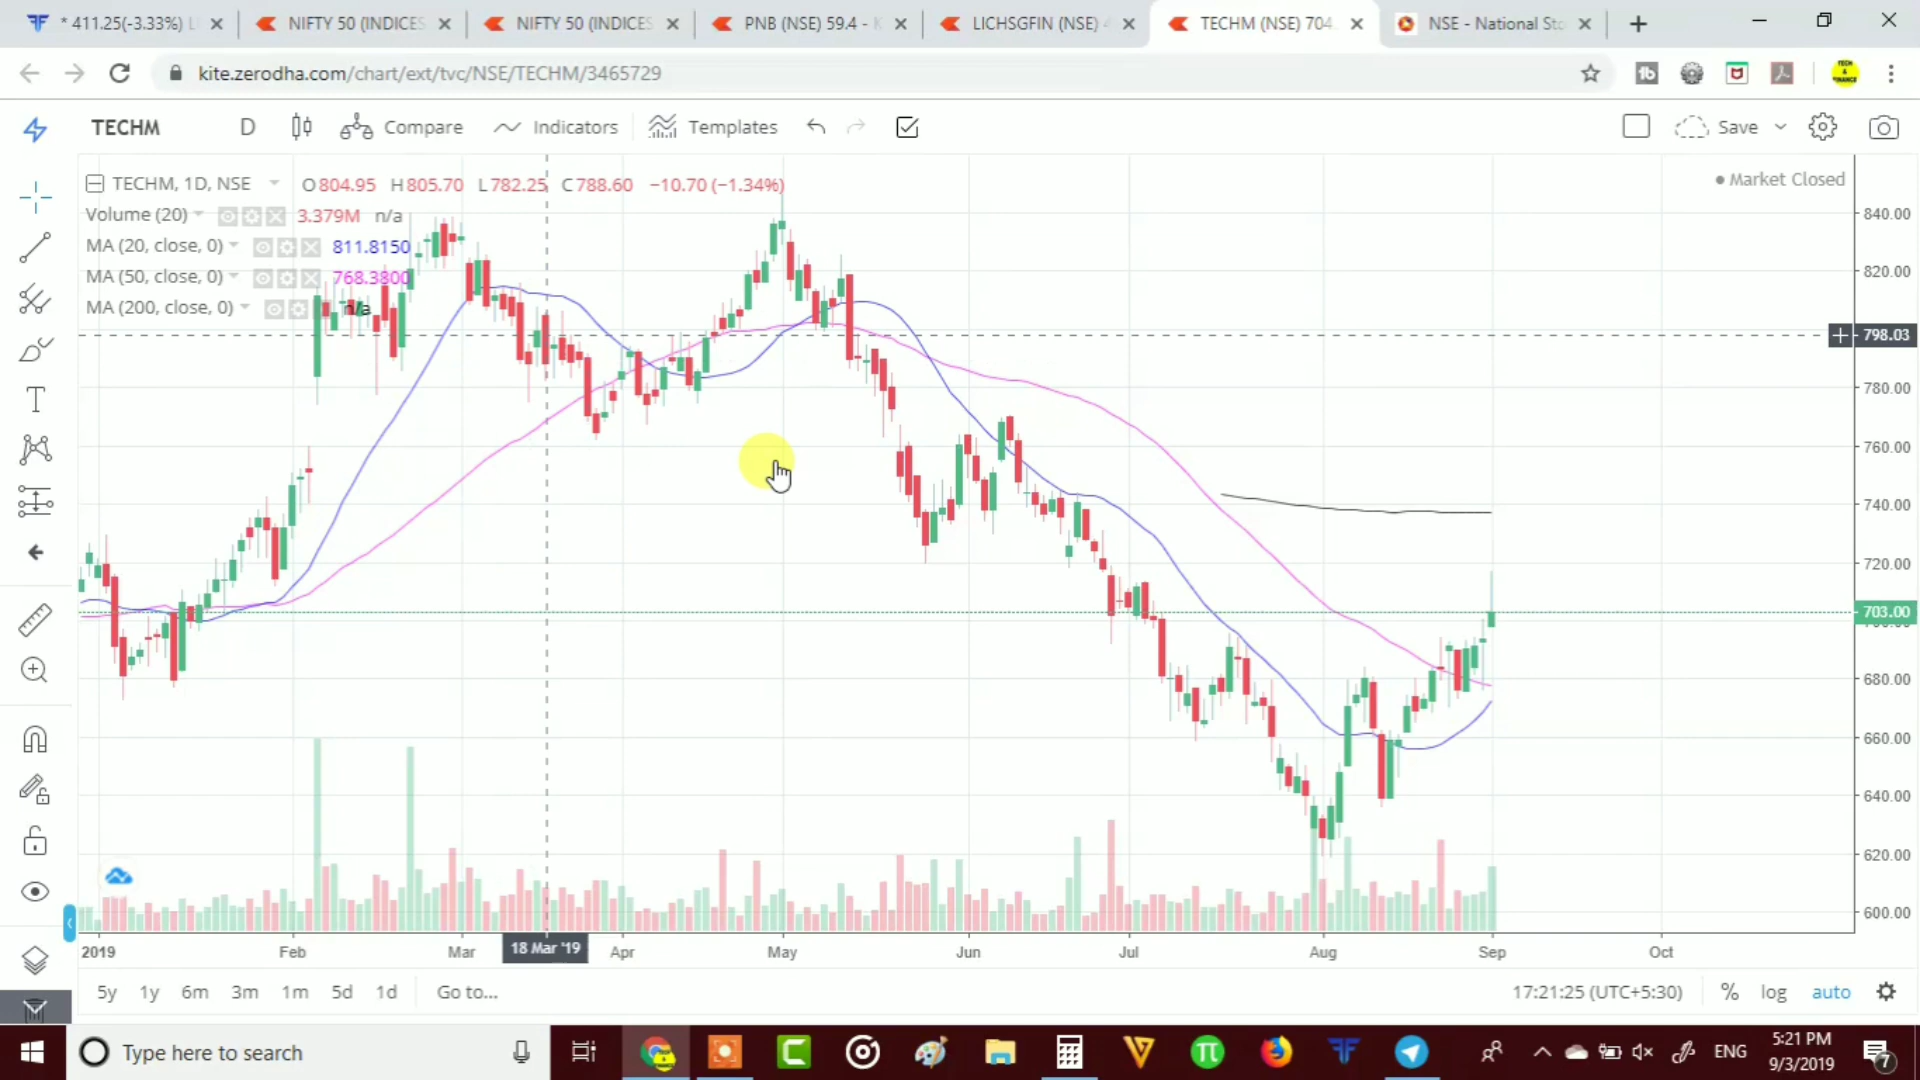 * 411.25(-3.33%) LI
NIFTY 50 (INDICES
NIFTY 50 (INDICES
PNB (NSE) 59.4 - K
LICHSGFIN (NSE) 4
TECHM (NSE) 704
NSE - National Sto
kite.zerodha.com/chart/ext/tvc/NSE/TECHM/3465729
TECH & FINANCE
TECHM D Compare Indicators Templates Save
TECHM, 1D, NSE O804.95 H805.70 L782.25 C788.60 −10.70 (−1.34%)
Market Closed
Volume (20) 3.379M n/a
MA (20, close, 0) 811.8150
MA (50, close, 0) 768.3800
MA (200, close, 0) n/a
840.00
820.00
798.03
780.00
760.00
740.00
720.00
703.00
680.00
660.00
640.00
620.00
600.00
2019 Feb Mar 18 Mar '19 Apr May Jun Jul Aug Sep Oct
5y 1y 6m 3m 1m 5d 1d Go to... 17:21:25 (UTC+5:30) % log auto
Type here to search
ENG
5:21 PM
9/3/2019
7